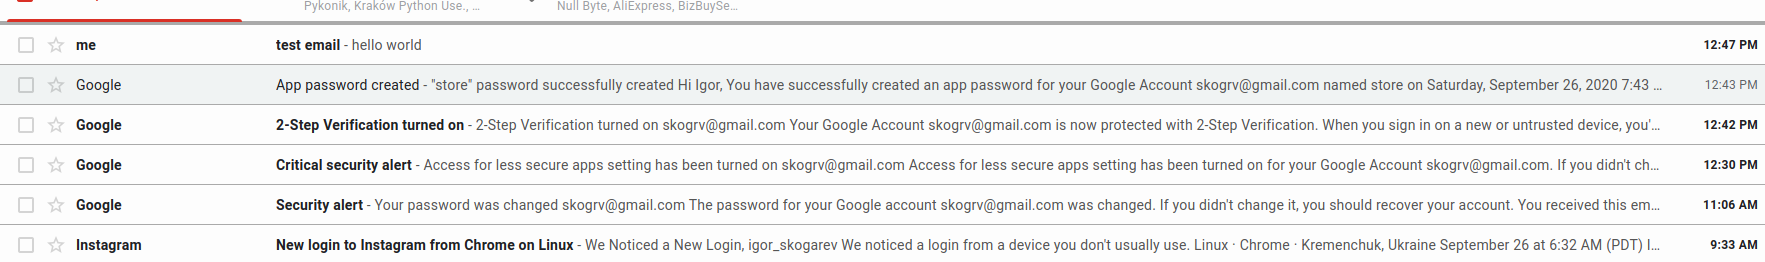 Pykonik, Kraków Python Use., ... Null Byte, AliExpress, BizBuySe...
me test email - hello world 12:47 PM
Google App password created - "store" password successfully created Hi Igor, You have successfully created an app password for your Google Account skogrv@gmail.com named store on Saturday, September 26, 2020 7:43 ... 12:43 PM
Google 2-Step Verification turned on - 2-Step Verification turned on skogrv@gmail.com Your Google Account skogrv@gmail.com is now protected with 2-Step Verification. When you sign in on a new or untrusted device, you'... 12:42 PM
Google Critical security alert - Access for less secure apps setting has been turned on skogrv@gmail.com Access for less secure apps setting has been turned on for your Google Account skogrv@gmail.com. If you didn't ch... 12:30 PM
Google Security alert - Your password was changed skogrv@gmail.com The password for your Google account skogrv@gmail.com was changed. If you didn't change it, you should recover your account. You received this em... 11:06 AM
Instagram New login to Instagram from Chrome on Linux - We Noticed a New Login, igor_skogarev We noticed a login from a device you don't usually use. Linux · Chrome · Kremenchuk, Ukraine September 26 at 6:32 AM (PDT) I... 9:33 AM